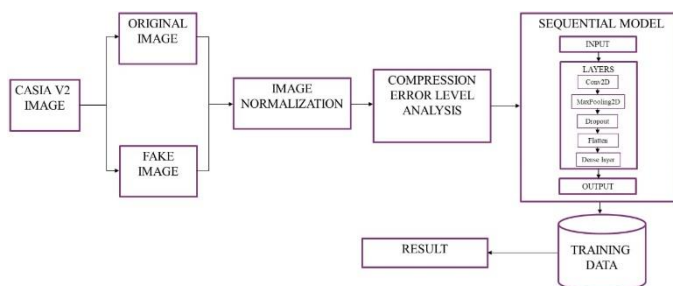 ORIGINAL
IMAGE
SEQUENTIAL MODEL
INPUT
CASIA V2
IMAGE
IMAGE
NORMALIZATION
COMPRESSION
ERROR LEVEL
ANALYSIS
LAYERS
Conv2D
MaxPooling2D
Dropout
Flatten
Dense layer
FAKE
IMAGE
OUTPUT
RESULT
TRAINING
DATA